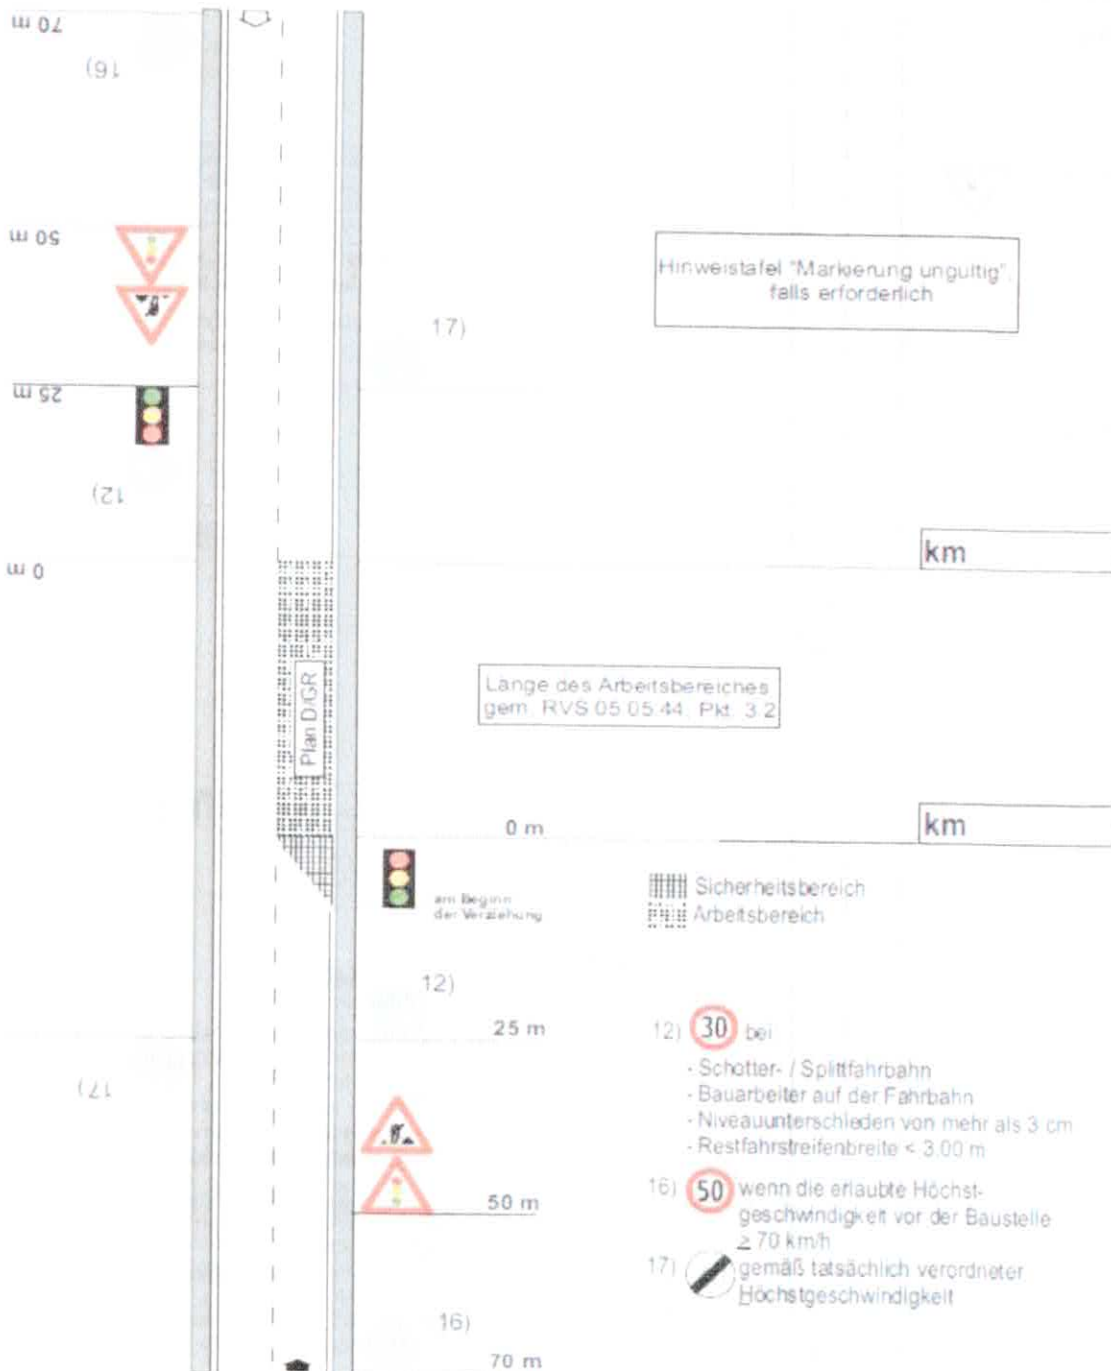 70 m
16)
50 m
Hinweistafel "Markierung ungultig",
falls erforderlich
17)
25 m
12)
km
0 m
Plan D/GR
Länge des Arbeitsbereiches
gem. RVS 05.05.44, Pkt. 3.2
0 m
km
am Beginn
der Verziehung
Sicherheitsbereich
Arbeitsbereich
12)
25 m
12) 30 bei
- Schotter- / Splittfahrbahn
- Bauarbeiter auf der Fahrbahn
- Niveauunterschieden von mehr als 3 cm
- Restfahrstreifenbreite < 3,00 m
17)
50 m
16) 50 wenn die erlaubte Höchst-
geschwindigkeit vor der Baustelle
≥ 70 km/h
17) gemäß tatsächlich verordneter
Höchstgeschwindigkeit
16)
70 m